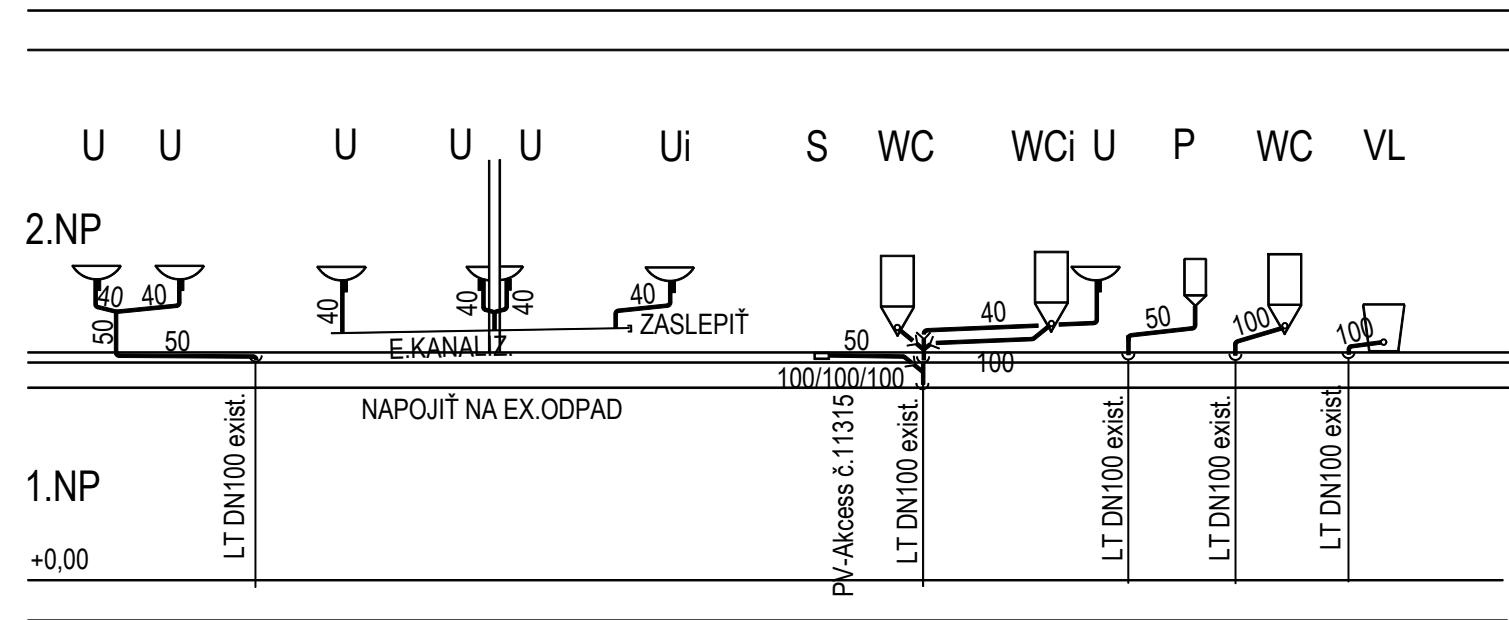 U U U U U Ui S WC WCi U P WC VL
2.NP
40 40 40 40 40 40 40 50 100 100
50 50 ZASLEPIŤ 50
E.KANALIZ. 100
100/100/100
NAPOJIŤ NA EX.ODPAD
LT DN100 exist.
PV-Akcess č.11315
LT DN100 exist.
LT DN100 exist.
LT DN100 exist.
LT DN100 exist.
1.NP
+0,00